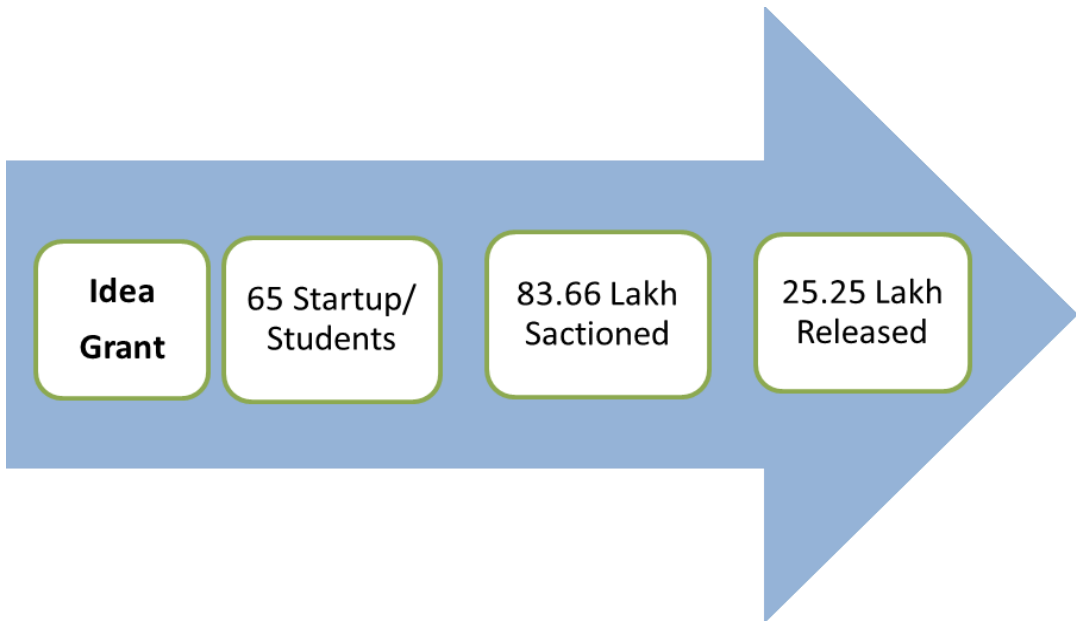 Idea
Grant
65 Startup/
Students
83.66 Lakh
Sactioned
25.25 Lakh
Released